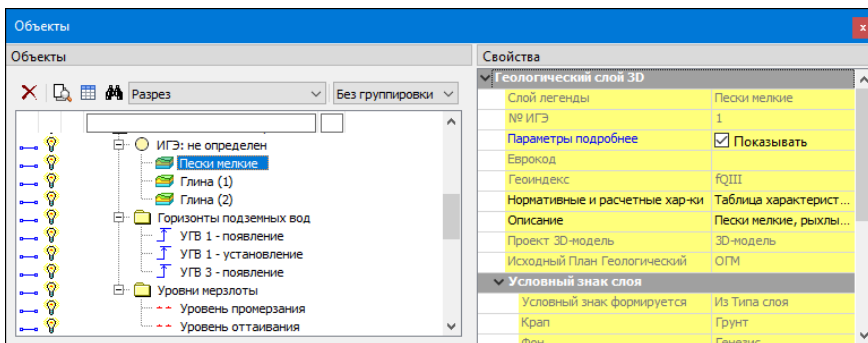 Объекты
x
Объекты
Разрез
Без группировки
ИГЭ: не определен
Пески мелкие
Глина (1)
Глина (2)
Горизонты подземных вод
УГВ 1 - появление
УГВ 1 - установление
УГВ 3 - появление
Уровни мерзлоты
Уровень промерзания
Уровень оттаивания
Свойства
Геологический слой 3D
Слой легенды Пески мелкие
№ ИГЭ 1
Параметры подробнее Показывать
Еврокод
Геоиндекс fQIII
Нормативные и расчетные хар-ки Таблица характерист...
Описание Пески мелкие, рыхлы...
Проект 3D-модель 3D-модель
Исходный План Геологический ОГМ
Условный знак слоя
Условный знак формируется Из Типа слоя
Крап Грунт
Фон Генезис